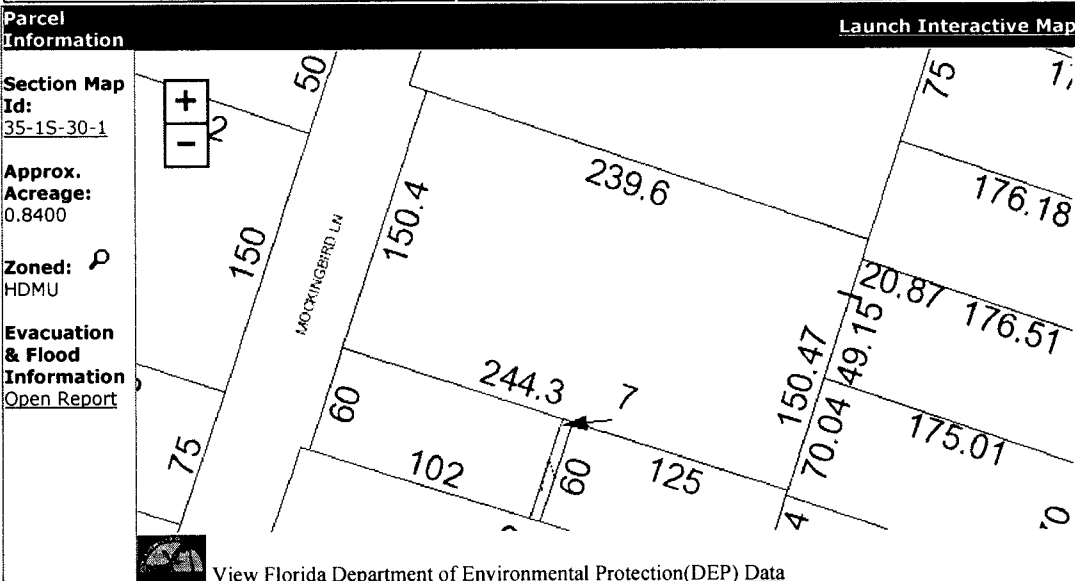 Parcel Information
Launch Interactive Map
Section Map
Id:
35-1S-30-1
Approx.
Acreage:
0.8400
Zoned:
HDMU
Evacuation
& Flood
Information
Open Report
+
−
2
50
75
239.6
176.18
150.4
150
MOCKINGBIRD LN
20.87
176.51
49.15
150.47
244.3
7
60
70.04
175.01
75
102
60
125
4
View Florida Department of Environmental Protection(DEP) Data